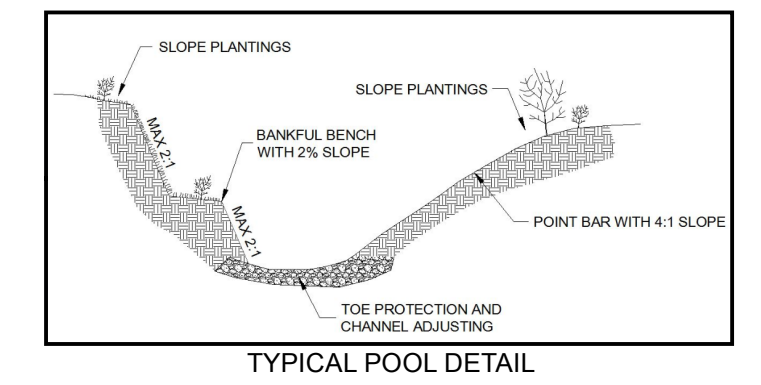 SLOPE PLANTINGS
SLOPE PLANTINGS
MAX 2:1
BANKFUL BENCH
WITH 2% SLOPE
MAX 2:1
POINT BAR WITH 4:1 SLOPE
TOE PROTECTION AND
CHANNEL ADJUSTING
TYPICAL POOL DETAIL